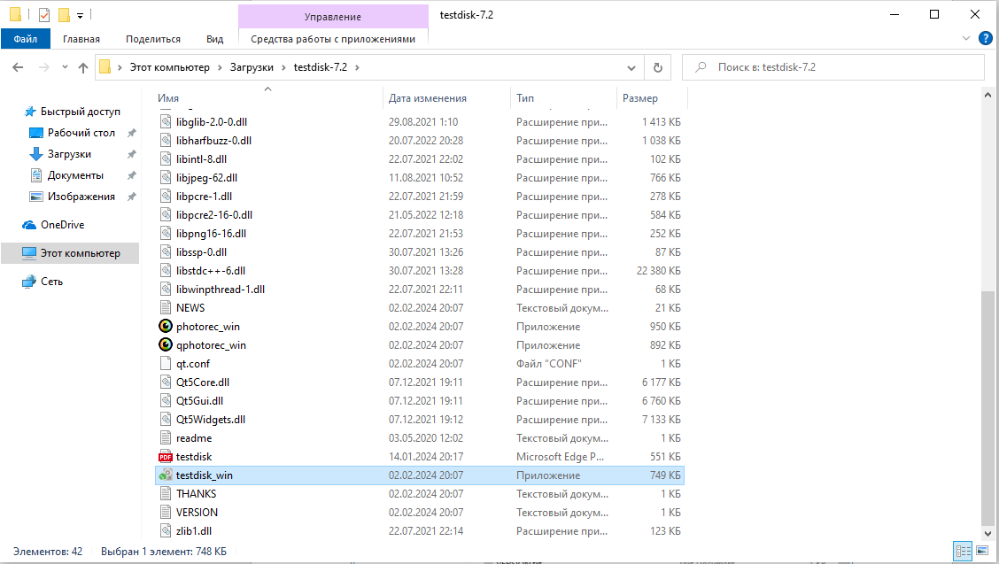 Управление
testdisk-7.2
Файл Главная Поделиться Вид Средства работы с приложениями
Этот компьютер Загрузки testdisk-7.2 Поиск в: testdisk-7.2
Имя Дата изменения Тип Размер
Быстрый доступ
Рабочий стол
Загрузки
Документы
Изображения
OneDrive
Этот компьютер
Сеть
libglib-2.0-0.dll 29.08.2021 1:10 Расширение при... 1 413 КБ
libharfbuzz-0.dll 20.07.2022 20:28 Расширение при... 1 038 КБ
libintl-8.dll 22.07.2021 22:02 Расширение при... 102 КБ
libjpeg-62.dll 11.08.2021 10:52 Расширение при... 766 КБ
libpcre-1.dll 22.07.2021 21:59 Расширение при... 278 КБ
libpcre2-16-0.dll 21.05.2022 12:18 Расширение при... 584 КБ
libpng16-16.dll 22.07.2021 21:53 Расширение при... 252 КБ
libssp-0.dll 30.07.2021 13:26 Расширение при... 87 КБ
libstdc++-6.dll 30.07.2021 13:28 Расширение при... 22 380 КБ
libwinpthread-1.dll 22.07.2021 22:11 Расширение при... 68 КБ
NEWS 02.02.2024 20:07 Текстовый докум... 21 КБ
photorec_win 02.02.2024 20:07 Приложение 950 КБ
qphotorec_win 02.02.2024 20:07 Приложение 892 КБ
qt.conf 02.02.2024 20:07 Файл "CONF" 1 КБ
Qt5Core.dll 07.12.2021 19:11 Расширение при... 6 177 КБ
Qt5Gui.dll 07.12.2021 19:11 Расширение при... 6 760 КБ
Qt5Widgets.dll 07.12.2021 19:12 Расширение при... 7 133 КБ
readme 03.05.2020 12:02 Текстовый докум... 1 КБ
PDF testdisk 14.01.2024 20:17 Microsoft Edge P... 551 КБ
testdisk_win 02.02.2024 20:07 Приложение 749 КБ
THANKS 02.02.2024 20:07 Текстовый докум... 1 КБ
VERSION 02.02.2024 20:07 Текстовый докум... 1 КБ
zlib1.dll 22.07.2021 22:14 Расширение при... 123 КБ
Элементов: 42 Выбран 1 элемент: 748 КБ